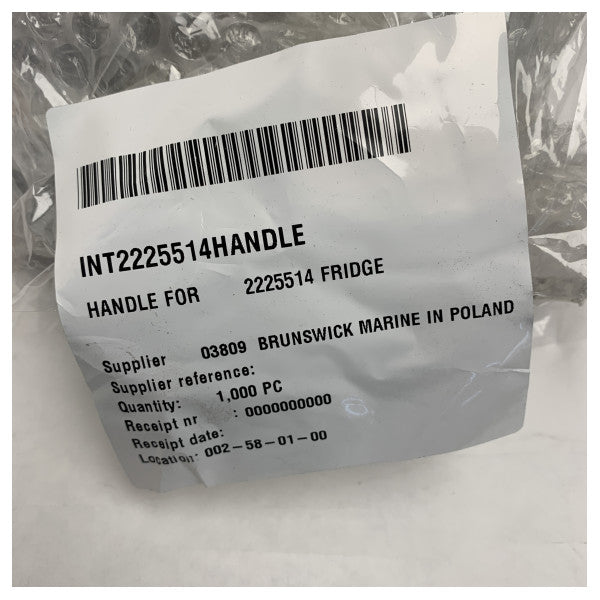 INT2225514HANDLE
HANDLE FOR 2225514 FRIDGE
Supplier 03809 BRUNSWICK MARINE IN POLAND
Supplier reference:
Quantity: 1,000 PC
Receipt nr : 0000000000
Receipt date:
Location: 002-58-01-00